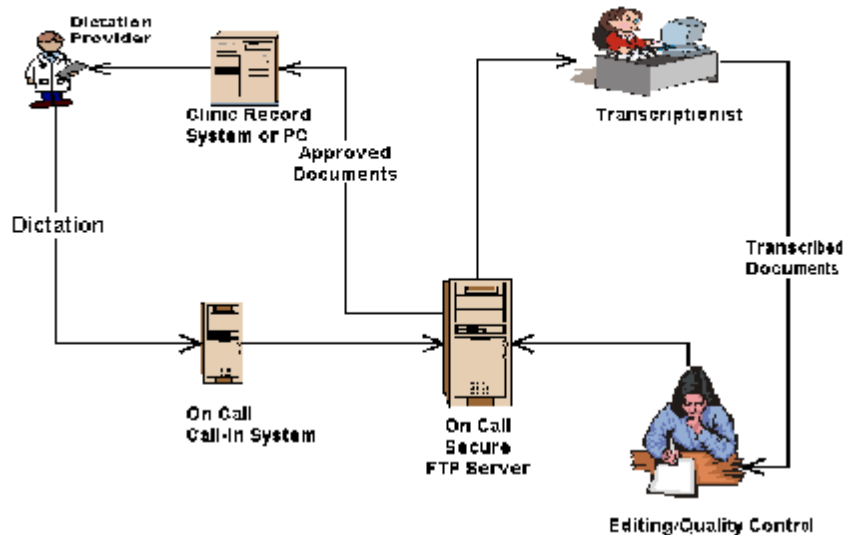 Dictation
Provider
Clinic Record
System or PC
Transcriptionist
Approved
Documents
Dictation
Transcribed
Documents
On Call
Call-In System
On Call
Secure
FTP Server
Editing/Quality Control